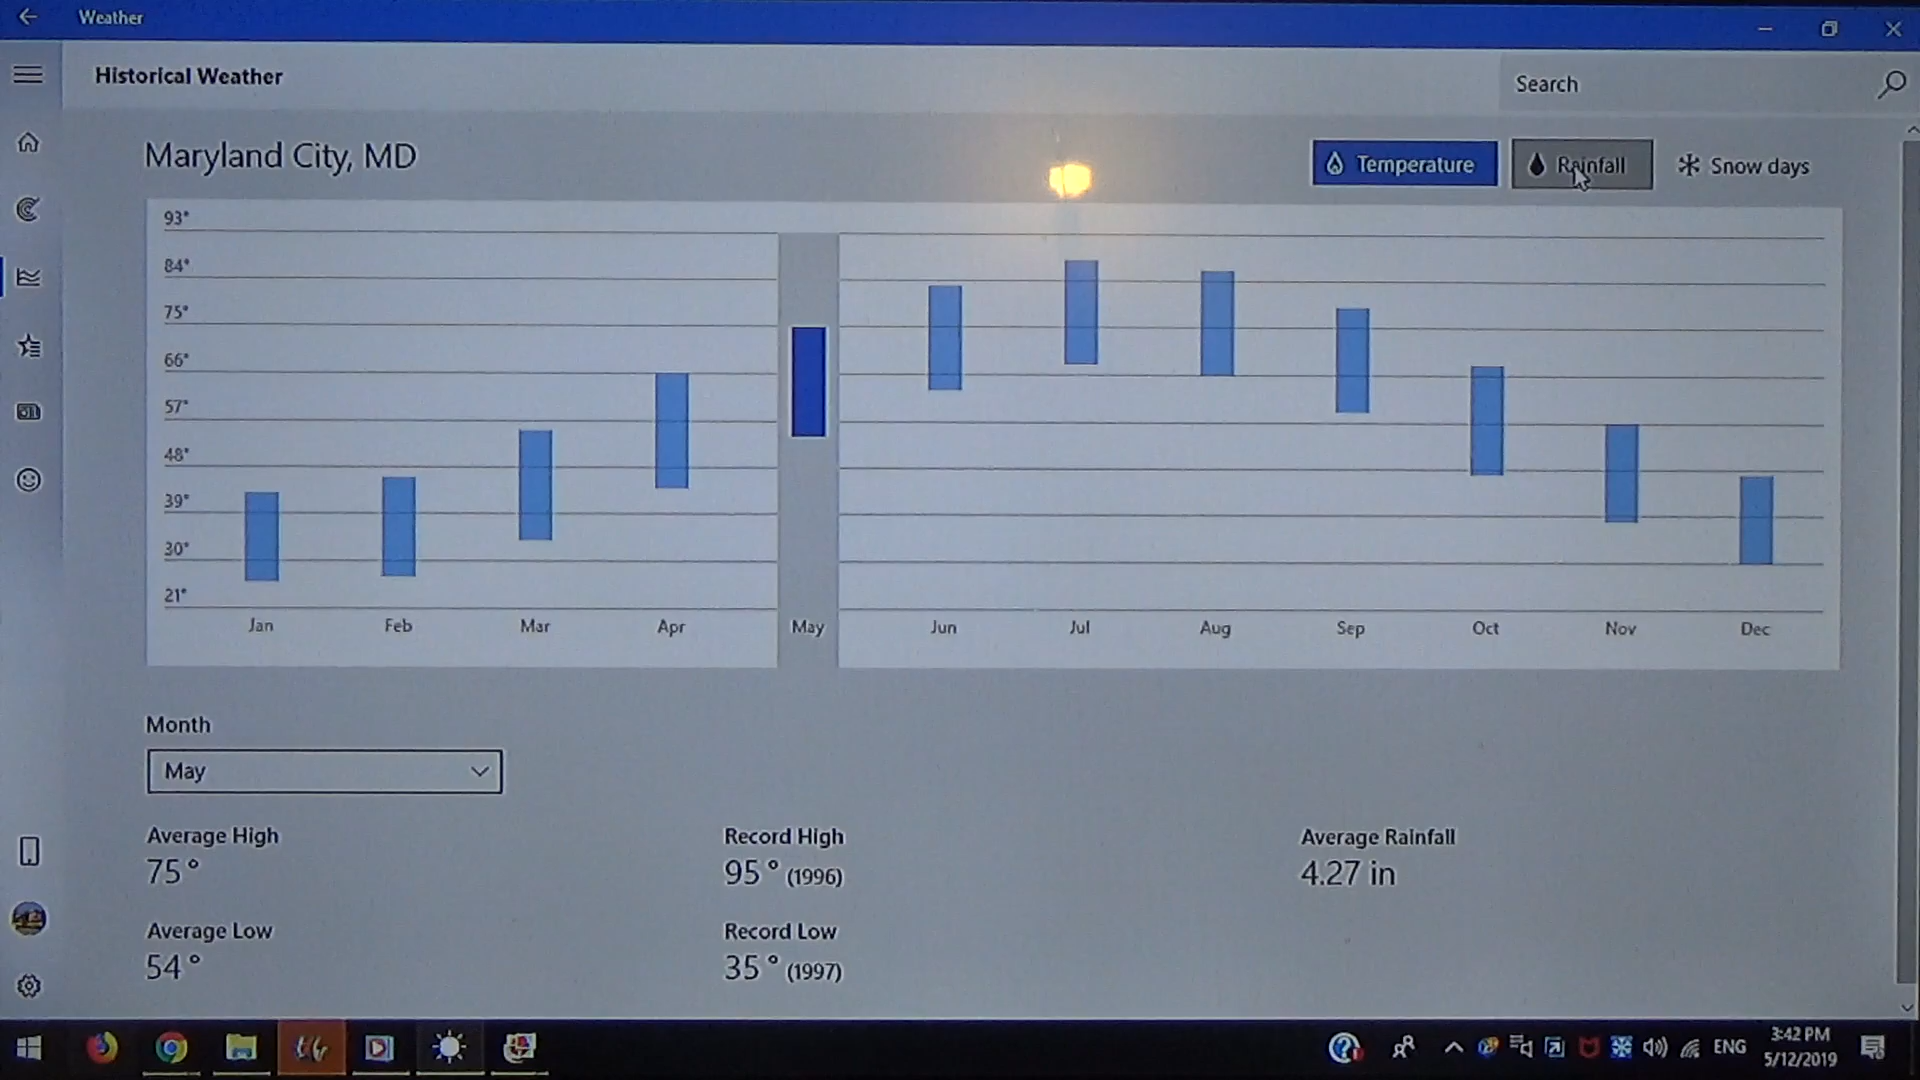 Weather
Historical Weather
Search
Maryland City, MD
Temperature
Rainfall
Snow days
93°
84°
75°
66°
57°
48°
39°
30°
21°
Jan Feb Mar Apr May Jun Jul Aug Sep Oct Nov Dec
Month
May
Average High
75°
Record High
95° (1996)
Average Rainfall
4.27 in
Average Low
54°
Record Low
35° (1997)
ENG
3:42 PM
5/12/2019